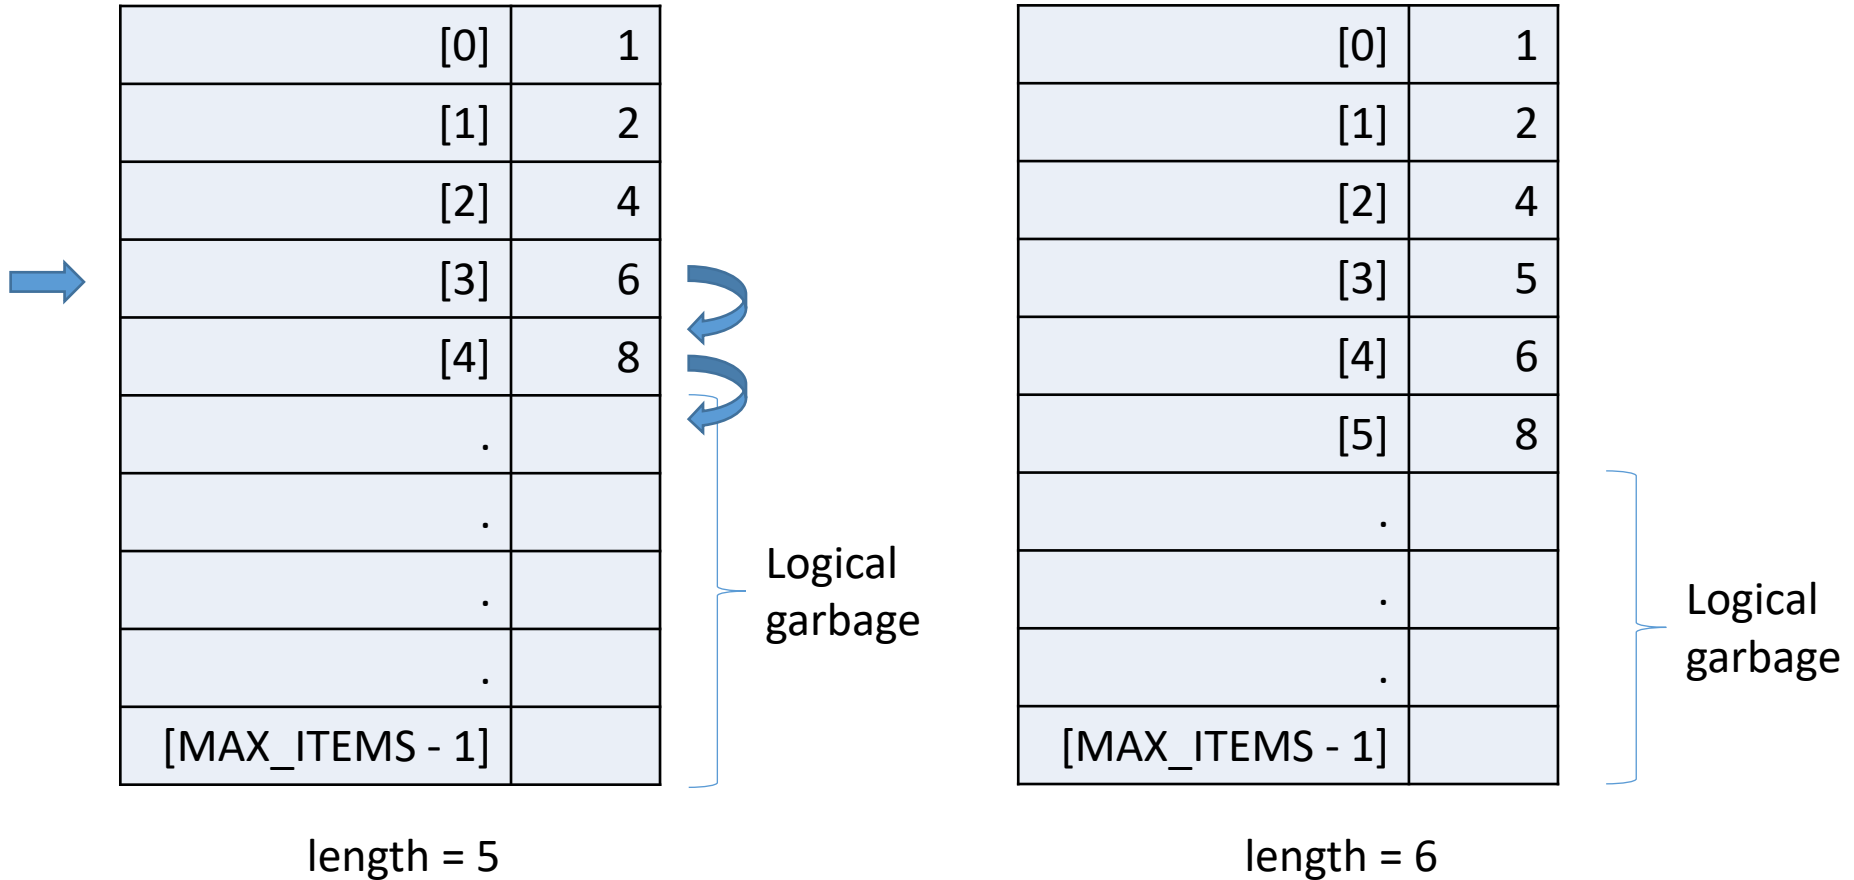 [0] 1
[1] 2
[2] 4
[3] 6
[4] 8
.
.
.
.
[MAX_ITEMS - 1]
Logical
garbage
length = 5
[0] 1
[1] 2
[2] 4
[3] 5
[4] 6
[5] 8
.
.
.
[MAX_ITEMS - 1]
Logical
garbage
length = 6